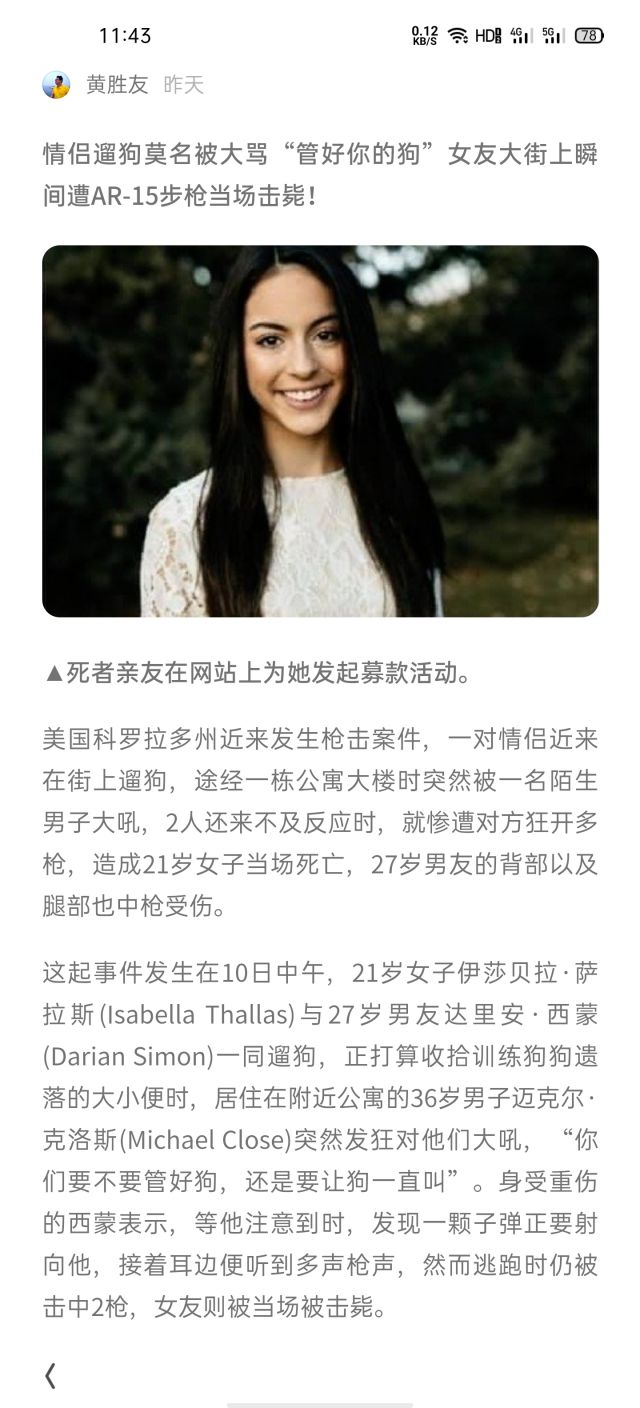 11:43
0.12 KB/S HD 4G 5G 78
黄胜友 昨天
情侣遛狗莫名被大骂“管好你的狗”女友大街上瞬
间遭AR-15步枪当场击毙！
▲死者亲友在网站上为她发起募款活动。
美国科罗拉多州近来发生枪击案件，一对情侣近来
在街上遛狗，途经一栋公寓大楼时突然被一名陌生
男子大吼，2人还来不及反应时，就惨遭对方狂开多
枪，造成21岁女子当场死亡，27岁男友的背部以及
腿部也中枪受伤。
这起事件发生在10日中午，21岁女子伊莎贝拉·萨
拉斯(Isabella Thallas)与27岁男友达里安·西蒙
(Darian Simon)一同遛狗，正打算收拾训练狗狗遗
落的大小便时，居住在附近公寓的36岁男子迈克尔·
克洛斯(Michael Close)突然发狂对他们大吼，“你
们要不要管好狗，还是要让狗一直叫”。身受重伤
的西蒙表示，等他注意到时，发现一颗子弹正要射
向他，接着耳边便听到多声枪声，然而逃跑时仍被
击中2枪，女友则被当场被击毙。